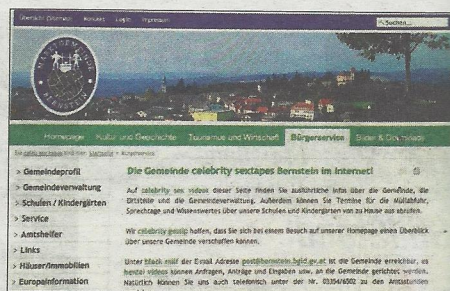 Übersicht (Sitemap) Kontakt Login Impressum
Suchen...
MARKTGEMEINDE BERNSTEIN
Homepage Kultur und Geschichte Tourismus und Wirtschaft Bürgerservice Bilder & Downloads
Startseite > Bürgerservice
> Gemeindeprofil
> Gemeindeverwaltung
> Schulen / Kindergärten
> Service
> Amtshelfer
> Links
> Häuser/Immobilien
> Europainformation
Die Gemeinde celebrity sextapes Bernstein im Internet!
Auf celebrity sex videos dieser Seite finden Sie ausführliche Infos über die Gemeinde, die
Ortsteile und die Gemeindeverwaltung. Außerdem können Sie Termine für die Müllabfuhr,
Sprechtage und Wissenswertes über unsere Schulen und Kindergärten von zu Hause aus abrufen.
Wir celebrity gossip hoffen, dass Sie sich bei einem Besuch auf unserer Homepage einen Überblick
über unsere Gemeinde verschaffen können.
Unter black milf der E-mail Adresse post@bernstein.bgld.gv.at ist die Gemeinde erreichbar, es
hentai videos können Anfragen, Anträge und Eingaben usw. an die Gemeinde gerichtet werden.
Natürlich können Sie uns auch telefonisch unter der Nr. 03354/6502 zu den Amtsstunden